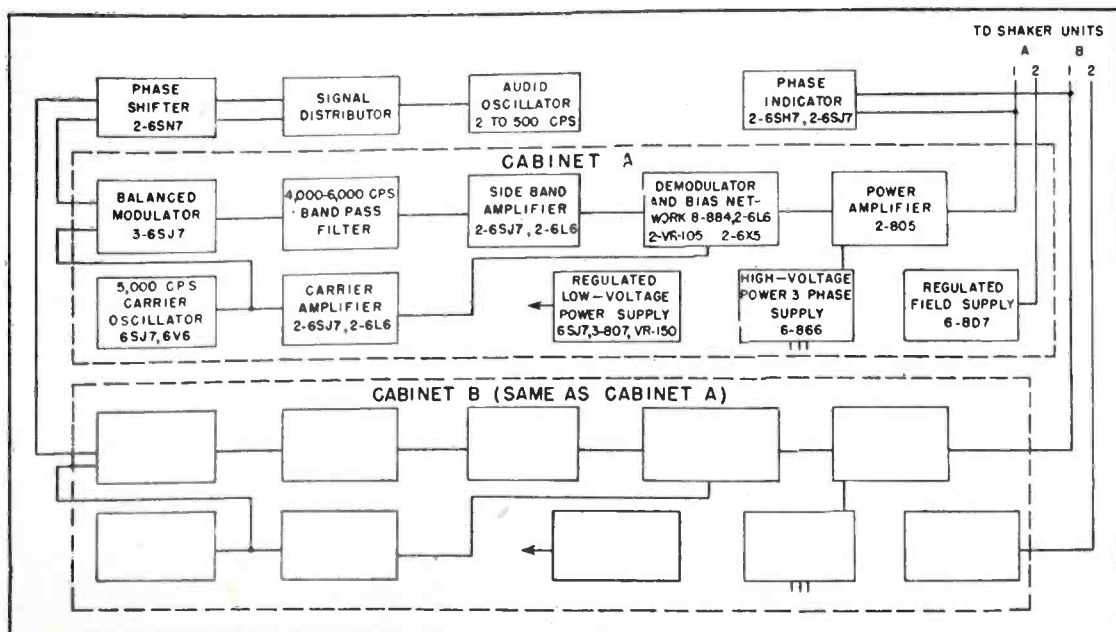 TO SHAKER UNITS
A B
1 2 1 2
PHASE
SHIFTER
2-6SN7
SIGNAL
DISTRIBUTOR
AUDIO
OSCILLATOR
2 TO 500 CPS
PHASE
INDICATOR
2-6SH7, 2-6SJ7
CABINET A
BALANCED
MODULATOR
3-6SJ7
4,000-6,000 CPS
BAND PASS
FILTER
SIDE BAND
AMPLIFIER
2-6SJ7, 2-6L6
DEMODULATOR
AND BIAS NET-
WORK 8-884,2-6L6
2-VR-105 2-6X5
POWER
AMPLIFIER
2-805
5,000 CPS
CARRIER
OSCILLATOR
6SJ7, 6V6
CARRIER
AMPLIFIER
2-6SJ7, 2-6L6
REGULATED
LOW-VOLTAGE
POWER SUPPLY
6SJ7,3-807, VR-150
HIGH-VOLTAGE
POWER 3 PHASE
SUPPLY
6-866
REGULATED
FIELD SUPPLY
6-807
CABINET B (SAME AS CABINET A)